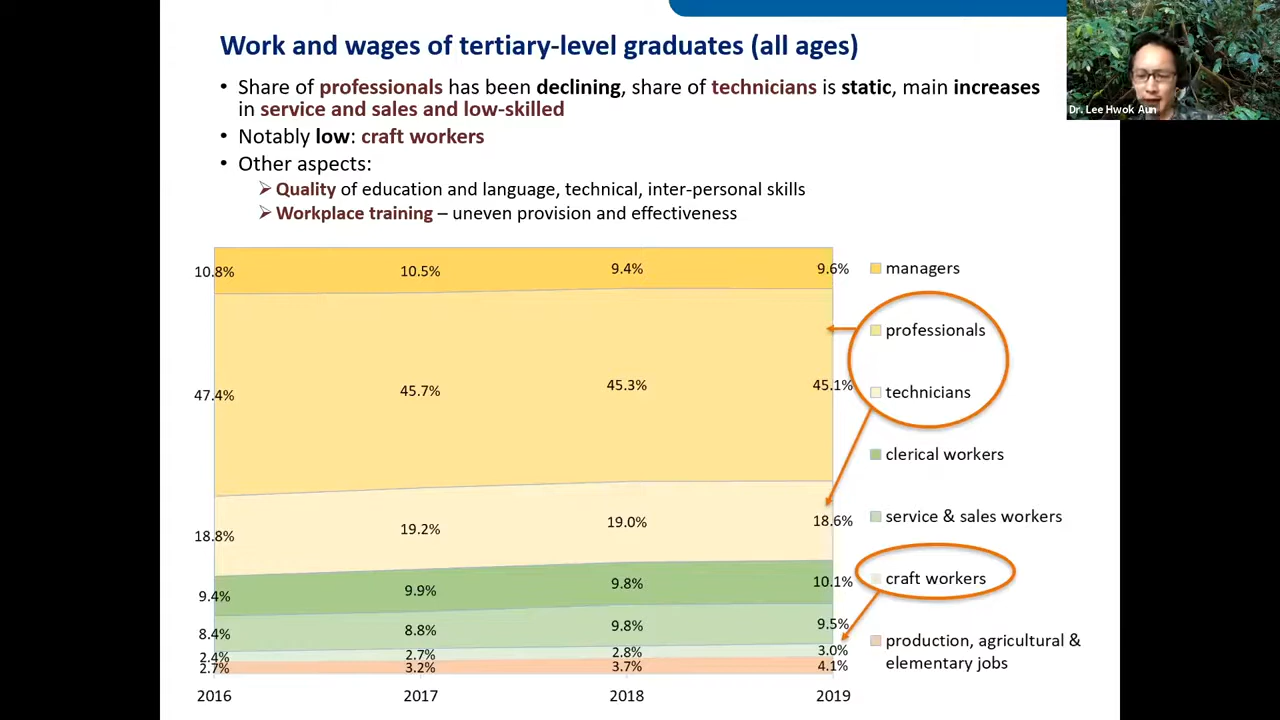 Work and wages of tertiary-level graduates (all ages)
• Share of professionals has been declining, share of technicians is static, main increases
in service and sales and low-skilled
• Notably low: craft workers
• Other aspects:
➢ Quality of education and language, technical, inter-personal skills
➢ Workplace training – uneven provision and effectiveness
Dr. Lee Hwok Aun
10.8% 10.5% 9.4% 9.6% managers
professionals
47.4% 45.7% 45.3% 45.1% technicians
clerical workers
18.8% 19.2% 19.0% 18.6% service & sales workers
9.4% 9.9% 9.8% 10.1% craft workers
8.4% 8.8% 9.8% 9.5%
2.4% 2.7% 2.8% 3.0% production, agricultural &
2.7% 3.2% 3.7% 4.1% elementary jobs
2016 2017 2018 2019